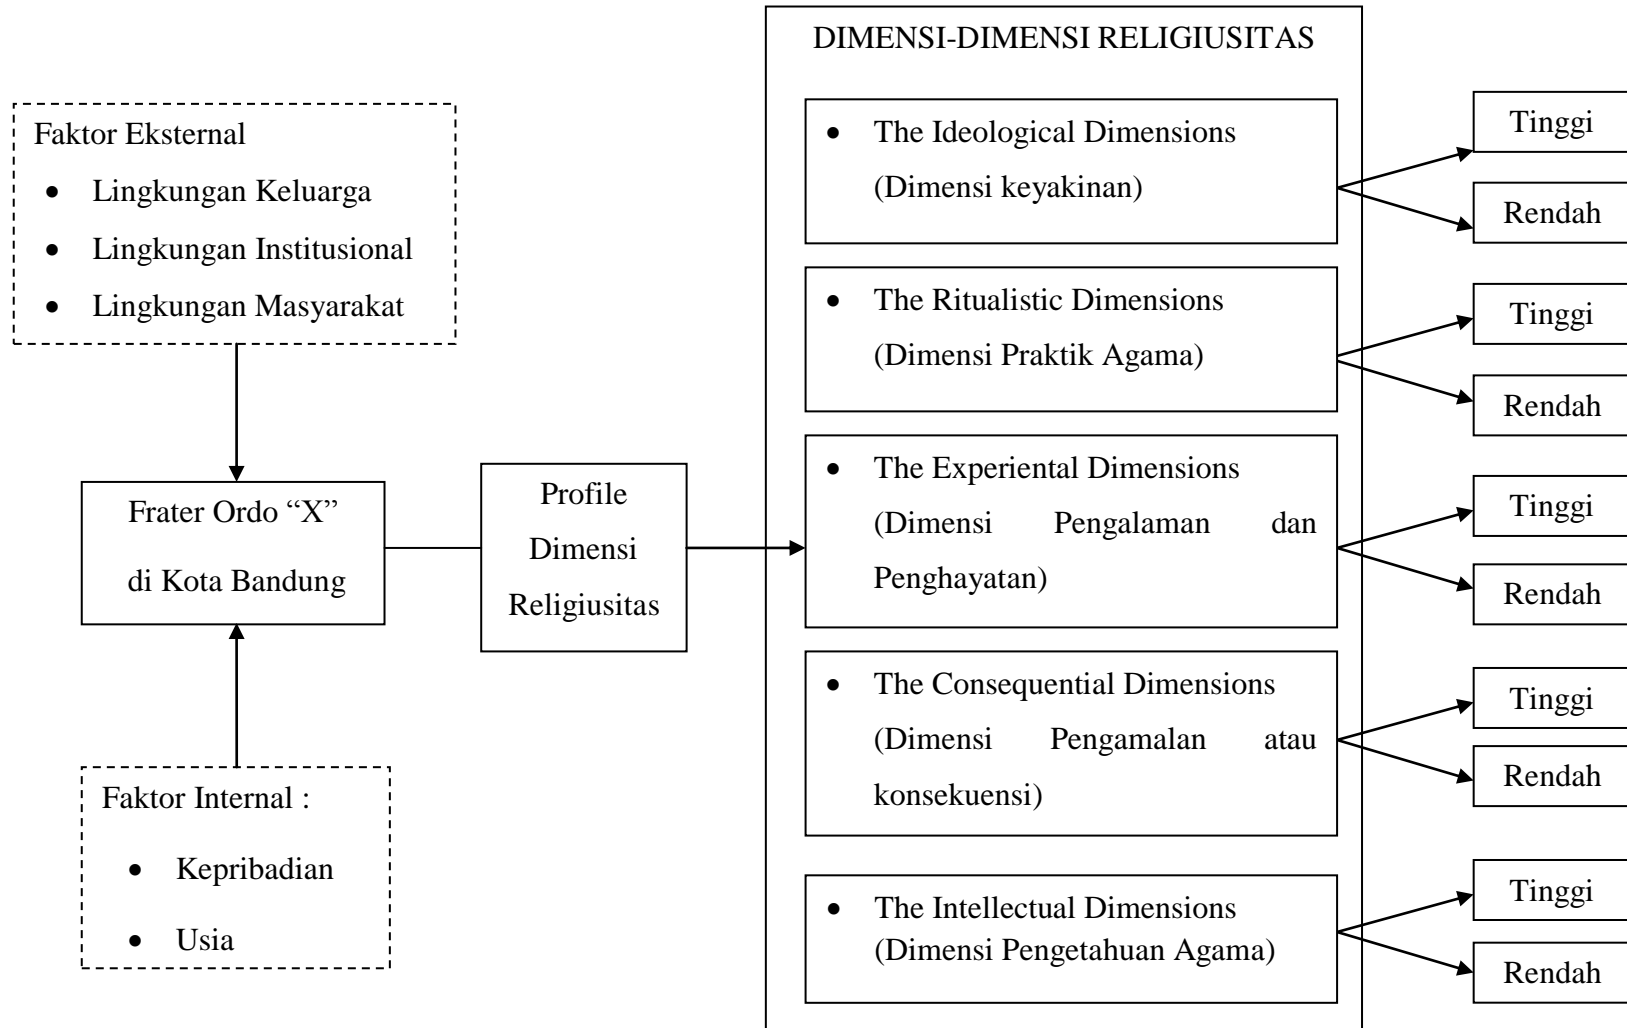 DIMENSI-DIMENSI RELIGIUSITAS
Faktor Eksternal
• Lingkungan Keluarga
• Lingkungan Institusional
• Lingkungan Masyarakat
Frater Ordo “X”
di Kota Bandung
Faktor Internal :
• Kepribadian
• Usia
Profile
Dimensi
Religiusitas
• The Ideological Dimensions
(Dimensi keyakinan)
Tinggi
Rendah
• The Ritualistic Dimensions
(Dimensi Praktik Agama)
Tinggi
Rendah
• The Experiental Dimensions
(Dimensi Pengalaman dan
Penghayatan)
Tinggi
Rendah
• The Consequential Dimensions
(Dimensi Pengamalan atau
konsekuensi)
Tinggi
Rendah
• The Intellectual Dimensions
(Dimensi Pengetahuan Agama)
Tinggi
Rendah